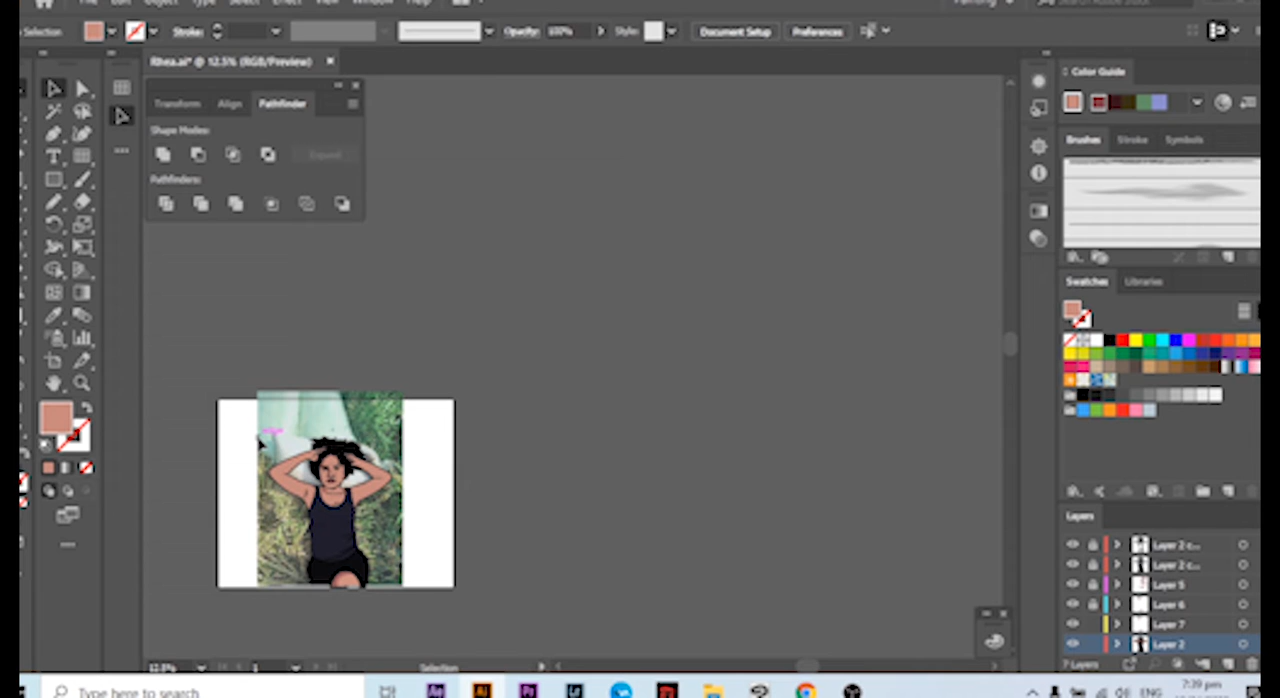 Selection Stroke: Opacity: 100% Style: Document Setup Preferences
Rhea.ai* @ 12.5% (RGB/Preview)
Transform Align Pathfinder
Shape Modes:
Expand
Pathfinders:
Color Guide
Brushes Stroke Symbols
Swatches Libraries
Layers
Layer 2 c...
Layer 2 c...
Layer 5
Layer 6
Layer 7
Layer 2
7 Layers
12.5% 1 Selection
Type here to search
7:39 pm